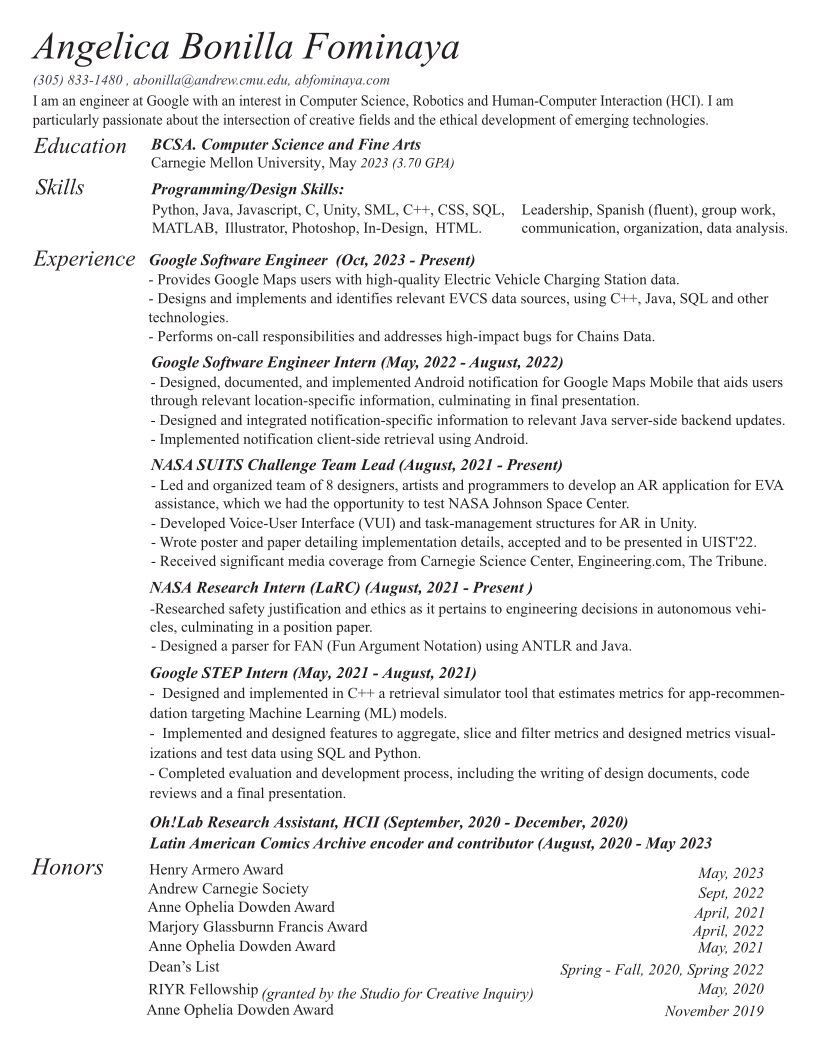 Angelica Bonilla Fominaya
(305) 833-1480 , abonilla@andrew.cmu.edu, abfominaya.com
I am an engineer at Google with an interest in Computer Science, Robotics and Human-Computer Interaction (HCI). I am
particularly passionate about the intersection of creative fields and the ethical development of emerging technologies.
Education
BCSA. Computer Science and Fine Arts
Carnegie Mellon University, May 2023 (3.70 GPA)
Skills
Programming/Design Skills:
Python, Java, Javascript, C, Unity, SML, C++, CSS, SQL,
MATLAB, Illustrator, Photoshop, In-Design, HTML.
Leadership, Spanish (fluent), group work,
communication, organization, data analysis.
Experience
Google Software Engineer (Oct, 2023 - Present)
- Provides Google Maps users with high-quality Electric Vehicle Charging Station data.
- Designs and implements and identifies relevant EVCS data sources, using C++, Java, SQL and other
technologies.
- Performs on-call responsibilities and addresses high-impact bugs for Chains Data.
Google Software Engineer Intern (May, 2022 - August, 2022)
- Designed, documented, and implemented Android notification for Google Maps Mobile that aids users
through relevant location-specific information, culminating in final presentation.
- Designed and integrated notification-specific information to relevant Java server-side backend updates.
- Implemented notification client-side retrieval using Android.
NASA SUITS Challenge Team Lead (August, 2021 - Present)
- Led and organized team of 8 designers, artists and programmers to develop an AR application for EVA
assistance, which we had the opportunity to test NASA Johnson Space Center.
- Developed Voice-User Interface (VUI) and task-management structures for AR in Unity.
- Wrote poster and paper detailing implementation details, accepted and to be presented in UIST'22.
- Received significant media coverage from Carnegie Science Center, Engineering.com, The Tribune.
NASA Research Intern (LaRC) (August, 2021 - Present )
-Researched safety justification and ethics as it pertains to engineering decisions in autonomous vehi-
cles, culminating in a position paper.
- Designed a parser for FAN (Fun Argument Notation) using ANTLR and Java.
Google STEP Intern (May, 2021 - August, 2021)
- Designed and implemented in C++ a retrieval simulator tool that estimates metrics for app-recommen-
dation targeting Machine Learning (ML) models.
- Implemented and designed features to aggregate, slice and filter metrics and designed metrics visual-
izations and test data using SQL and Python.
- Completed evaluation and development process, including the writing of design documents, code
reviews and a final presentation.
Oh!Lab Research Assistant, HCII (September, 2020 - December, 2020)
Latin American Comics Archive encoder and contributor (August, 2020 - May 2023
Honors
Henry Armero Award May, 2023
Andrew Carnegie Society Sept, 2022
Anne Ophelia Dowden Award April, 2021
Marjory Glassburnn Francis Award April, 2022
Anne Ophelia Dowden Award May, 2021
Dean's List Spring - Fall, 2020, Spring 2022
RIYR Fellowship (granted by the Studio for Creative Inquiry) May, 2020
Anne Ophelia Dowden Award November 2019